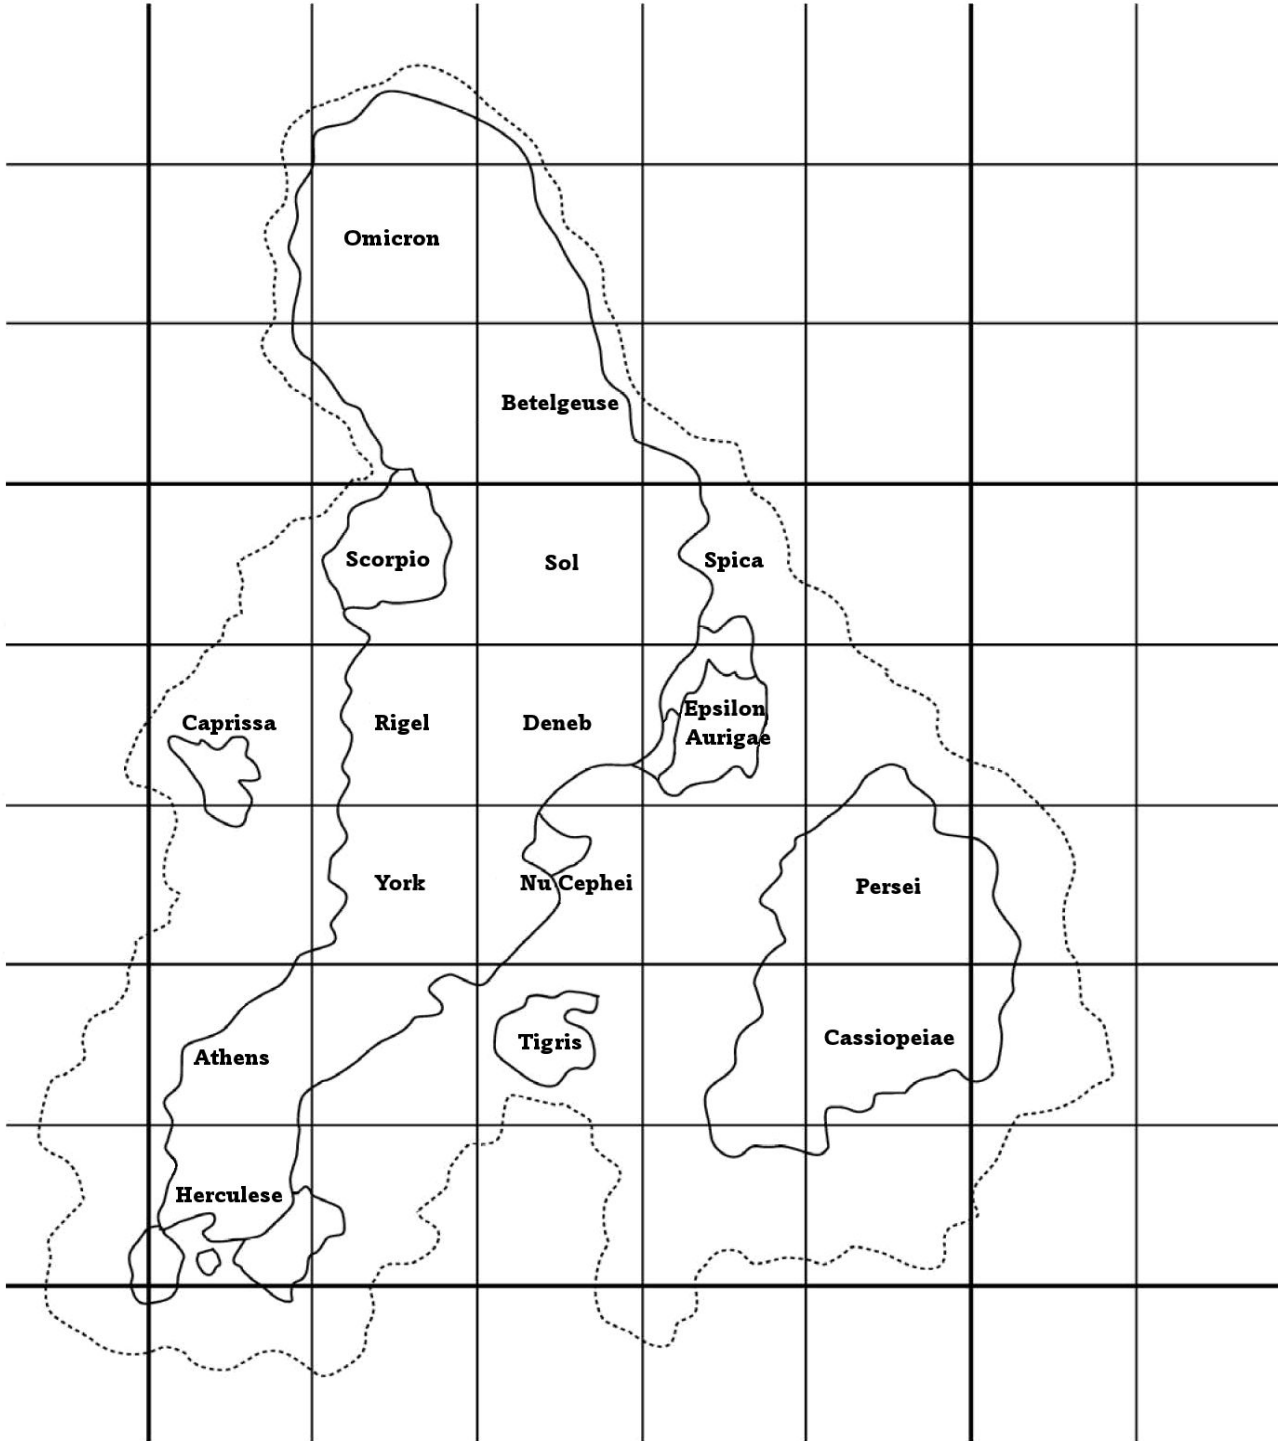 Omicron
Betelgeuse
Scorpio
Sol
Spica
Caprissa
Rigel
Deneb
Epsilon
Aurigae
York
Nu Cephei
Persei
Athens
Tigris
Cassiopeiae
Herculese